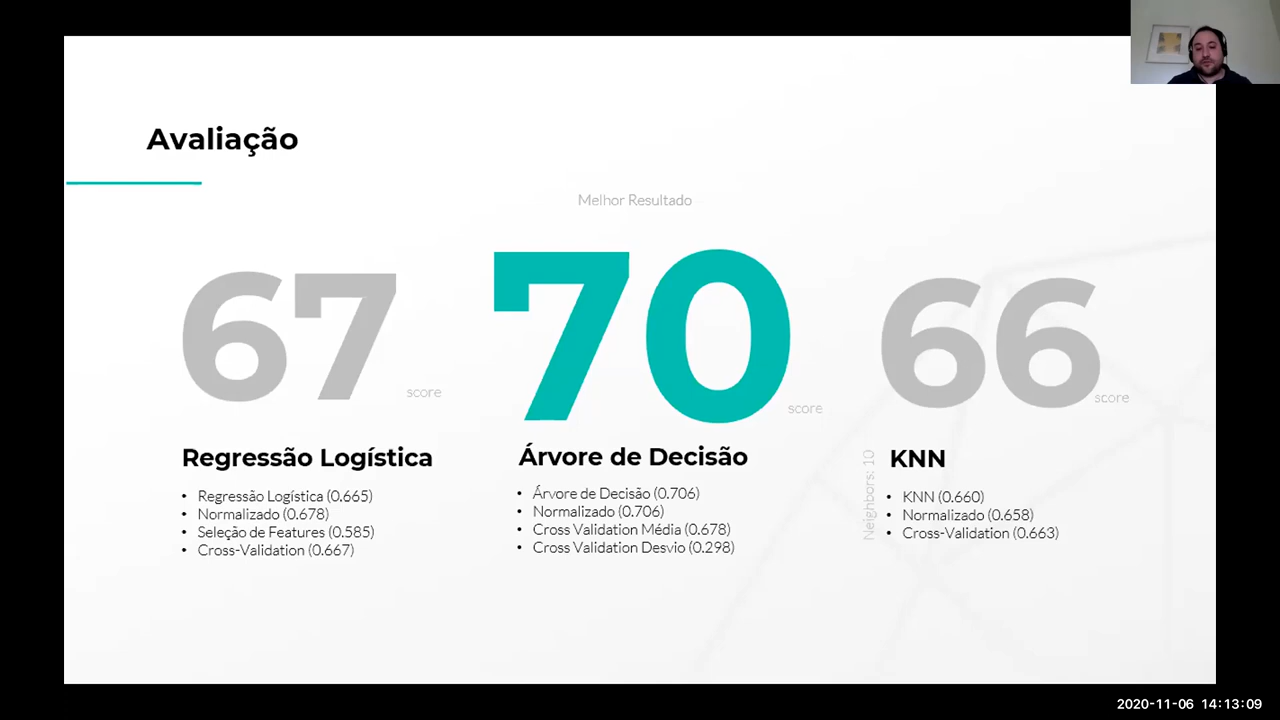 Avaliação
Melhor Resultado
67
score
70
score
66
score
Regressão Logística
• Regressão Logística (0.665)
• Normalizado (0.678)
• Seleção de Features (0.585)
• Cross-Validation (0.667)
Árvore de Decisão
• Árvore de Decisão (0.706)
• Normalizado (0.706)
• Cross Validation Média (0.678)
• Cross Validation Desvio (0.298)
Neighbors: 10
KNN
• KNN (0.660)
• Normalizado (0.658)
• Cross-Validation (0.663)
2020-11-06 14:13:09